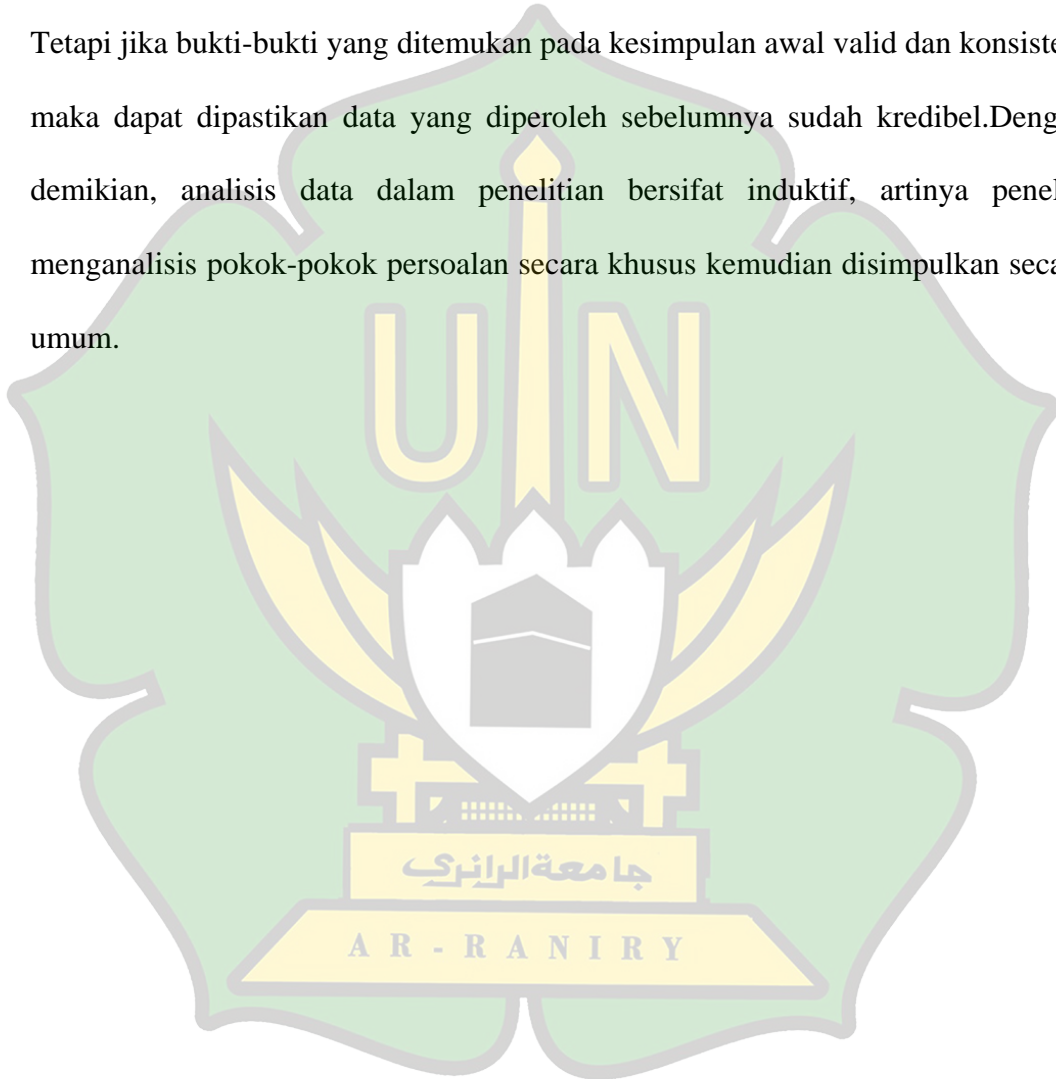 Tetapi jika bukti-bukti yang ditemukan pada kesimpulan awal valid dan konsiste
maka dapat dipastikan data yang diperoleh sebelumnya sudah kredibel.Deng
demikian, analisis data dalam penelitian bersifat induktif, artinya penel
menganalisis pokok-pokok persoalan secara khusus kemudian disimpulkan seca
umum.
UIN
جامعةالرانري
AR-RANIRY